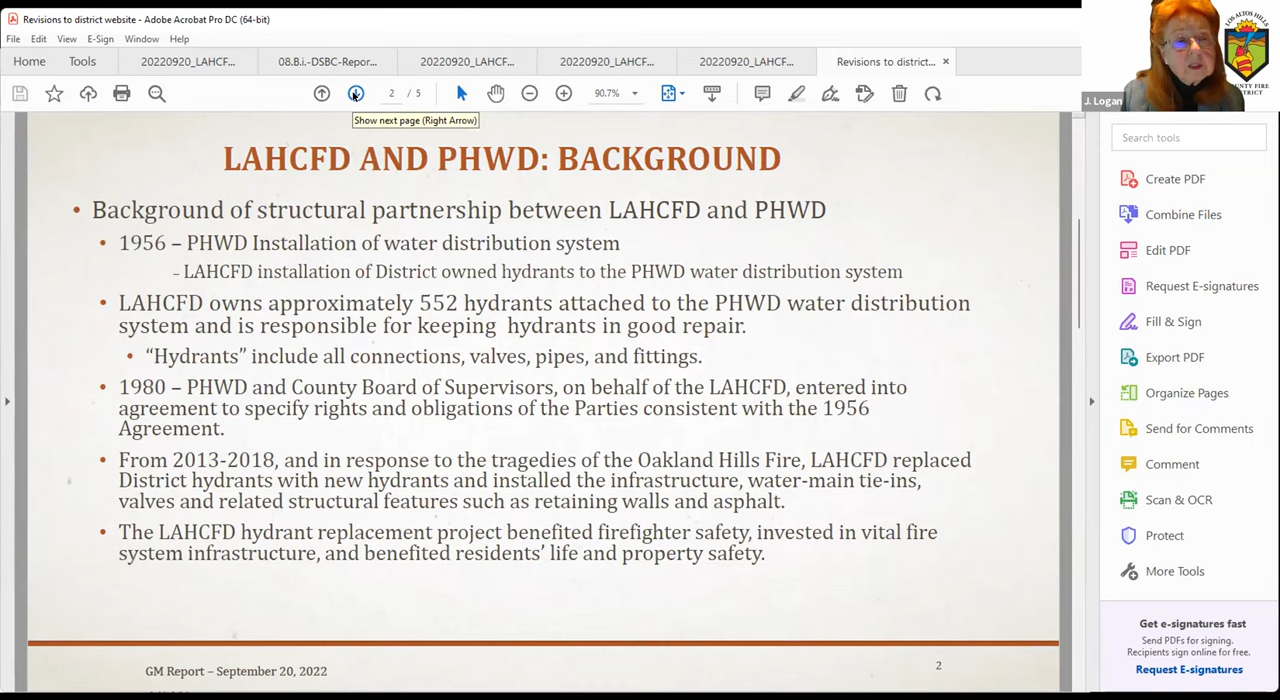 Revisions to district website - Adobe Acrobat Pro DC (64-bit)
File Edit View E-Sign Window Help
Home Tools 20220920_LAHCF... 08.B.i.-DSBC-Repor... 20220920_LAHCF... 20220920_LAHCF... 20220920_LAHCF... Revisions to district... ×
2 / 5 90.7%
Show next page (Right Arrow)
LAHCFD AND PHWD: BACKGROUND
• Background of structural partnership between LAHCFD and PHWD
• 1956 – PHWD Installation of water distribution system
- LAHCFD installation of District owned hydrants to the PHWD water distribution system
• LAHCFD owns approximately 552 hydrants attached to the PHWD water distribution
system and is responsible for keeping hydrants in good repair.
• “Hydrants” include all connections, valves, pipes, and fittings.
• 1980 – PHWD and County Board of Supervisors, on behalf of the LAHCFD, entered into
agreement to specify rights and obligations of the Parties consistent with the 1956
Agreement.
• From 2013-2018, and in response to the tragedies of the Oakland Hills Fire, LAHCFD replaced
District hydrants with new hydrants and installed the infrastructure, water-main tie-ins,
valves and related structural features such as retaining walls and asphalt.
• The LAHCFD hydrant replacement project benefited firefighter safety, invested in vital fire
system infrastructure, and benefited residents’ life and property safety.
GM Report – September 20, 2022
2
LOS ALTOS HILLS
COUNTY FIRE
DISTRICT
J. Logan
Search tools
Create PDF
Combine Files
Edit PDF
Request E-signatures
Fill & Sign
Export PDF
Organize Pages
Send for Comments
Comment
Scan & OCR
Protect
More Tools
Get e-signatures fast
Send PDFs for signing.
Recipients sign online for free.
Request E-signatures